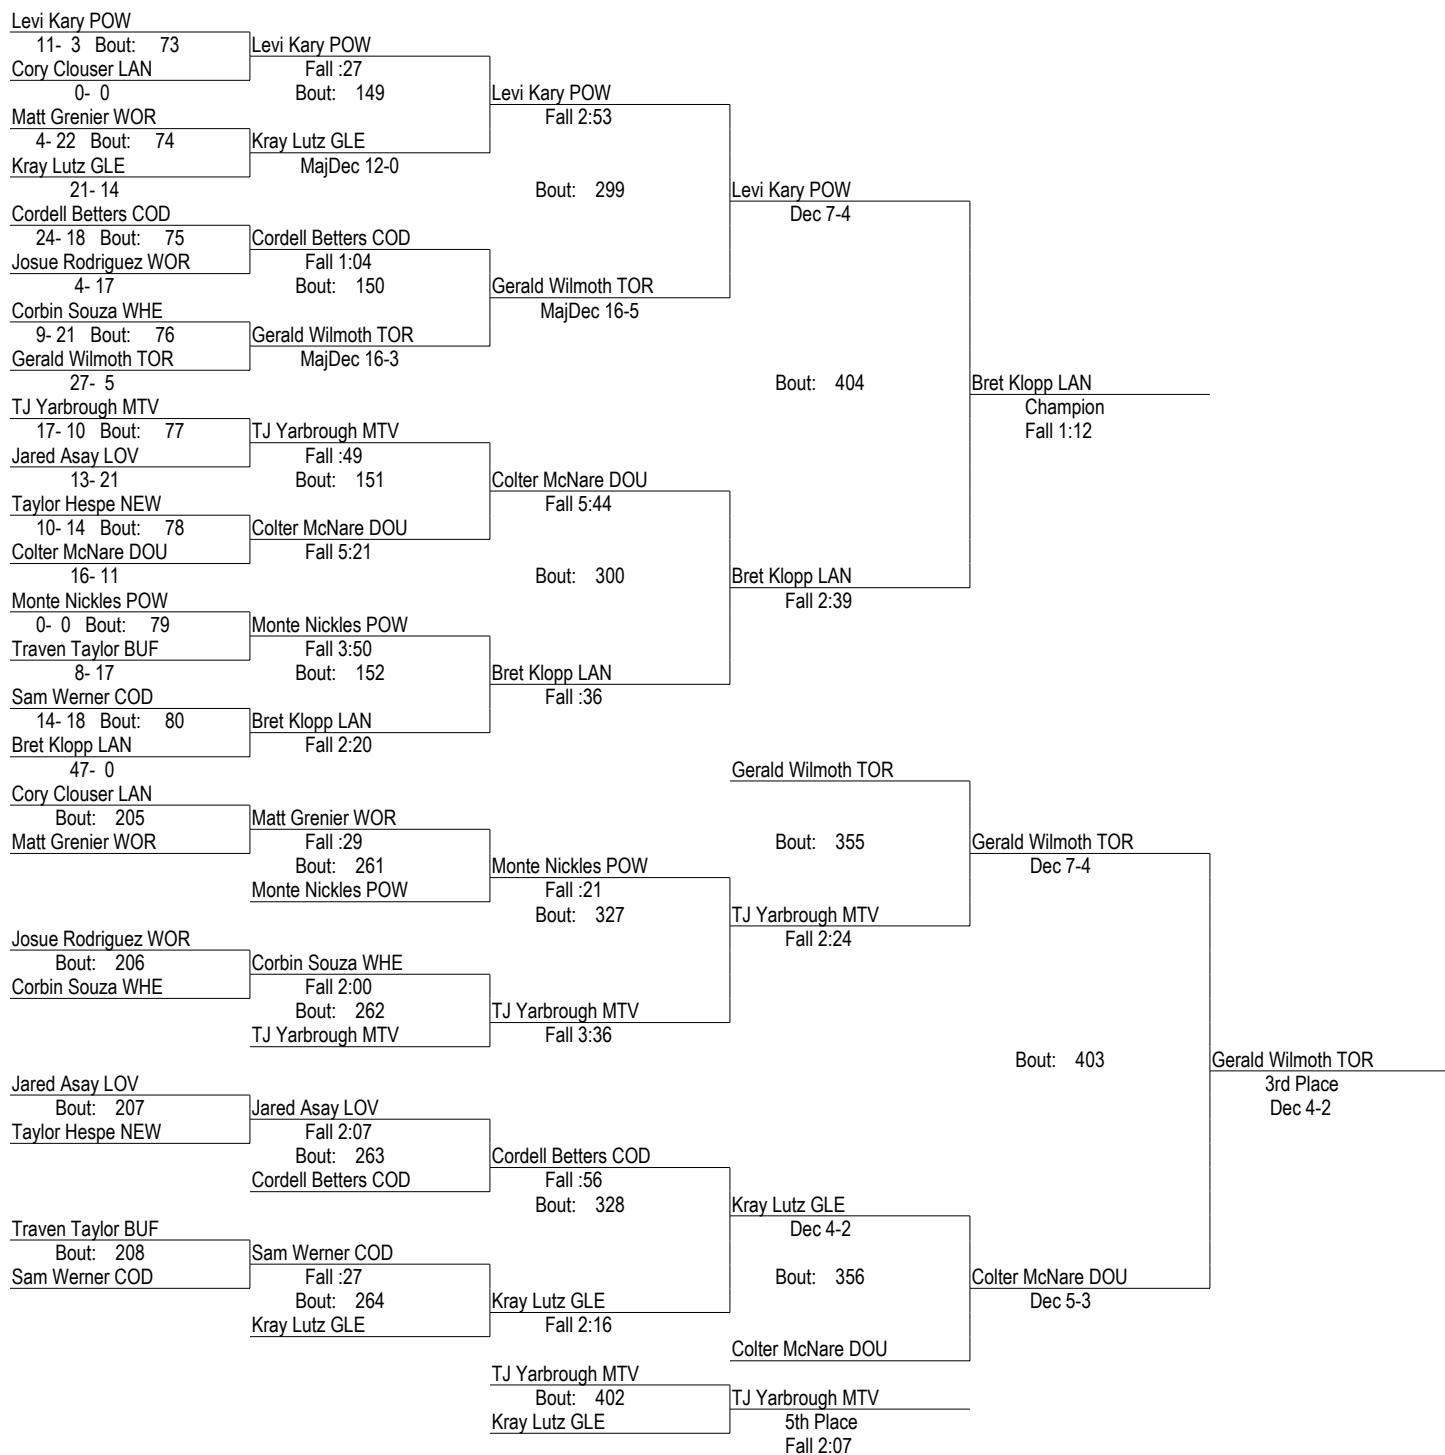 Levi Kary POW
11- 3 Bout: 73
Levi Kary POW
Cory Clouser LAN
Fall :27
0- 0
Bout: 149
Levi Kary POW
Matt Grenier WOR
Fall 2:53
4- 22 Bout: 74
Kray Lutz GLE
Kray Lutz GLE
MajDec 12-0
21- 14
Bout: 299
Levi Kary POW
Cordell Betters COD
Dec 7-4
24- 18 Bout: 75
Cordell Betters COD
Josue Rodriguez WOR
Fall 1:04
4- 17
Bout: 150
Gerald Wilmoth TOR
Corbin Souza WHE
MajDec 16-5
9- 21 Bout: 76
Gerald Wilmoth TOR
Gerald Wilmoth TOR
MajDec 16-3
27- 5
Bout: 404
Bret Klopp LAN
TJ Yarbrough MTV
Champion
17- 10 Bout: 77
TJ Yarbrough MTV
Fall 1:12
Jared Asay LOV
Fall :49
13- 21
Bout: 151
Colter McNare DOU
Taylor Hespe NEW
Fall 5:44
10- 14 Bout: 78
Colter McNare DOU
Colter McNare DOU
Fall 5:21
16- 11
Bout: 300
Bret Klopp LAN
Monte Nickles POW
Fall 2:39
0- 0 Bout: 79
Monte Nickles POW
Traven Taylor BUF
Fall 3:50
8- 17
Bout: 152
Bret Klopp LAN
Sam Werner COD
Fall :36
14- 18 Bout: 80
Bret Klopp LAN
Bret Klopp LAN
Fall 2:20
47- 0
Gerald Wilmoth TOR
Cory Clouser LAN
Bout: 205
Matt Grenier WOR
Matt Grenier WOR
Fall :29
Bout: 355
Gerald Wilmoth TOR
Bout: 261
Monte Nickles POW
Dec 7-4
Monte Nickles POW
Fall :21
Bout: 327
TJ Yarbrough MTV
Josue Rodriguez WOR
Fall 2:24
Bout: 206
Corbin Souza WHE
Corbin Souza WHE
Fall 2:00
Bout: 262
TJ Yarbrough MTV
TJ Yarbrough MTV
Fall 3:36
Bout: 403
Gerald Wilmoth TOR
Jared Asay LOV
3rd Place
Bout: 207
Jared Asay LOV
Dec 4-2
Taylor Hespe NEW
Fall 2:07
Bout: 263
Cordell Betters COD
Cordell Betters COD
Fall :56
Bout: 328
Kray Lutz GLE
Traven Taylor BUF
Dec 4-2
Bout: 208
Sam Werner COD
Sam Werner COD
Fall :27
Bout: 356
Colter McNare DOU
Bout: 264
Kray Lutz GLE
Dec 5-3
Kray Lutz GLE
Fall 2:16
Colter McNare DOU
TJ Yarbrough MTV
Bout: 402
TJ Yarbrough MTV
Kray Lutz GLE
5th Place
Fall 2:07